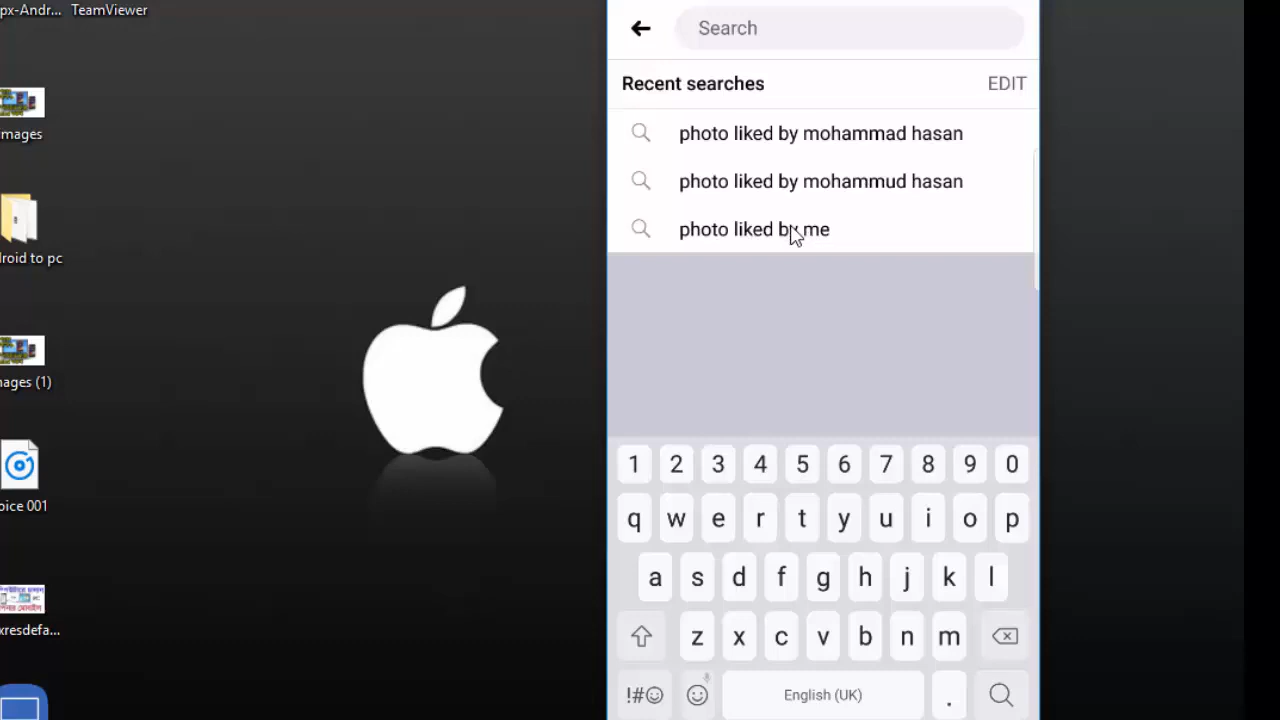 px-Andr... TeamViewer
mages
roid to pc
nages (1)
oice 001
xresdefa...
Search
Recent searches EDIT
photo liked by mohammad hasan
photo liked by mohammud hasan
photo liked by me
1 2 3 4 5 6 7 8 9 0
q w e r t y u i o p
a s d f g h j k l
z x c v b n m
!#☺ English (UK) .